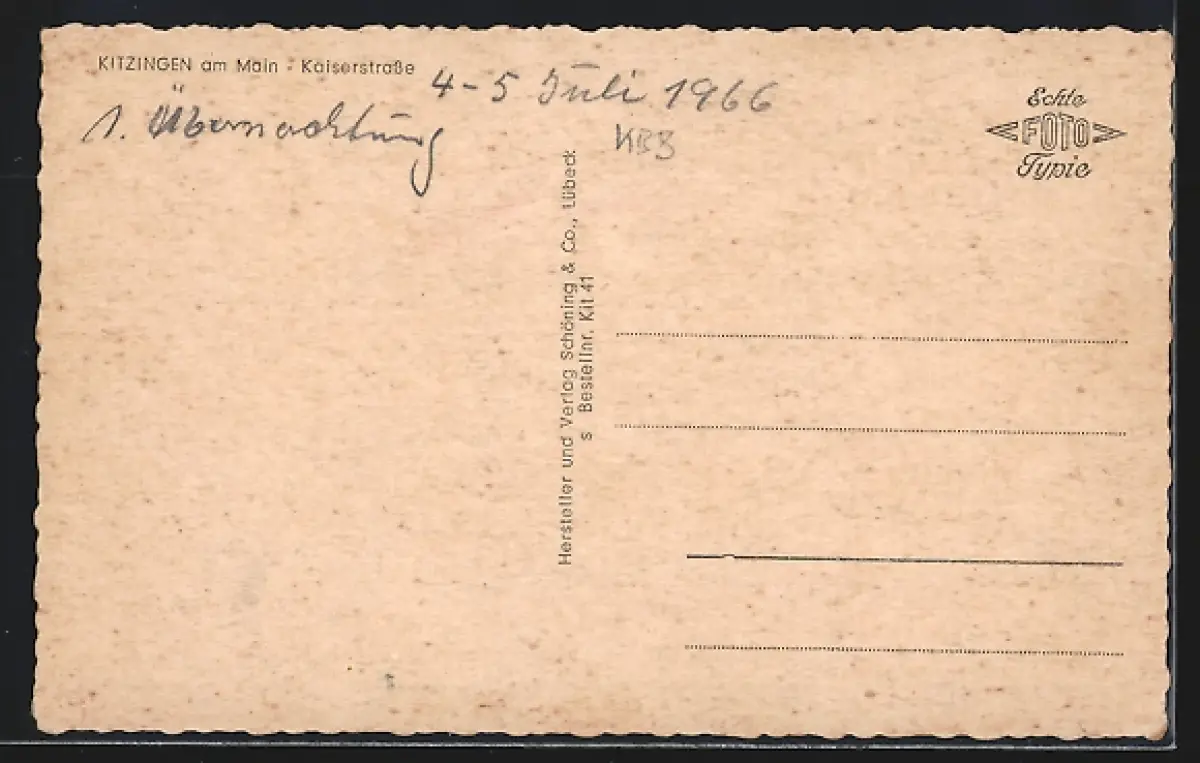 KITZINGEN am Main - Kaiserstraße
4-5 Juli 1966
1. Übernachtung
KBB
Echte
FOTO
Typie
Hersteller und Verlag Schöning & Co., Lübeck
s Bestellnr. Kit 41